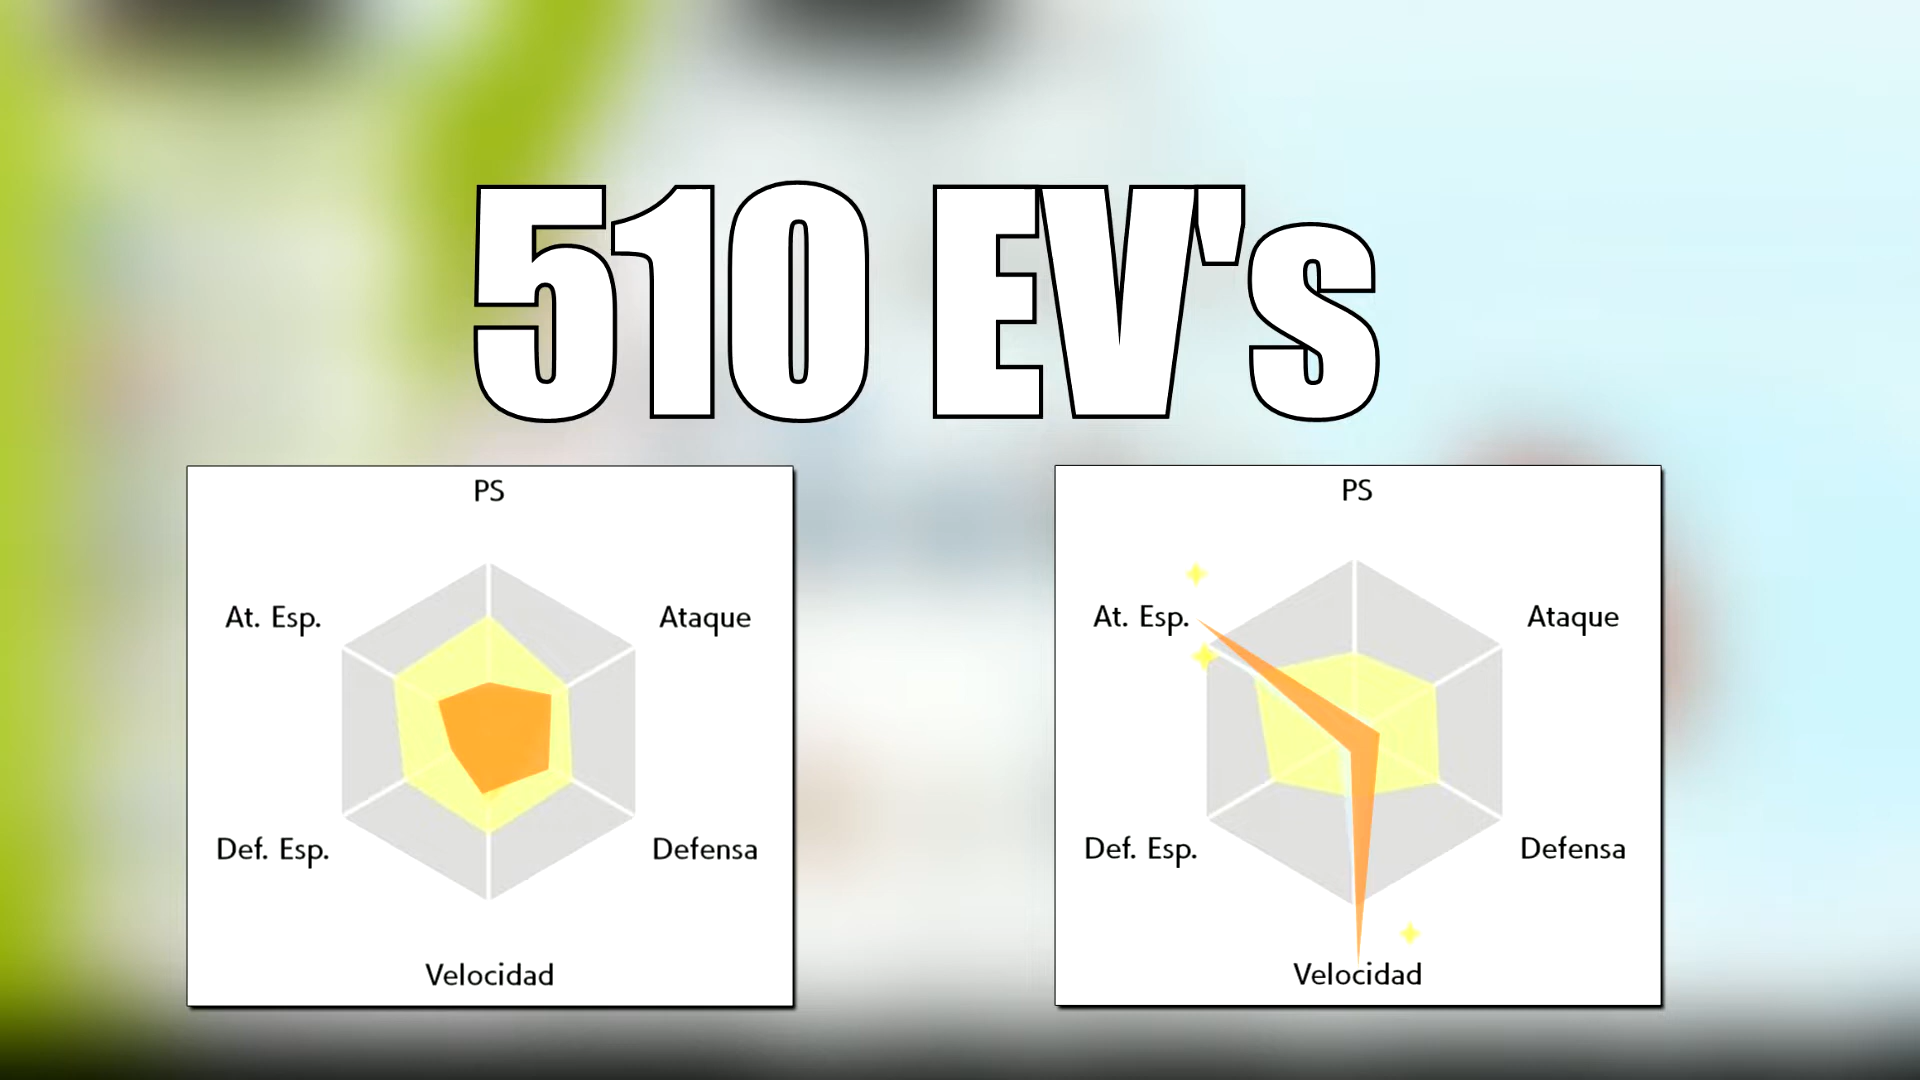 510 EV's
PS
At. Esp.
Ataque
Def. Esp.
Defensa
Velocidad
PS
At. Esp.
Ataque
Def. Esp.
Defensa
Velocidad